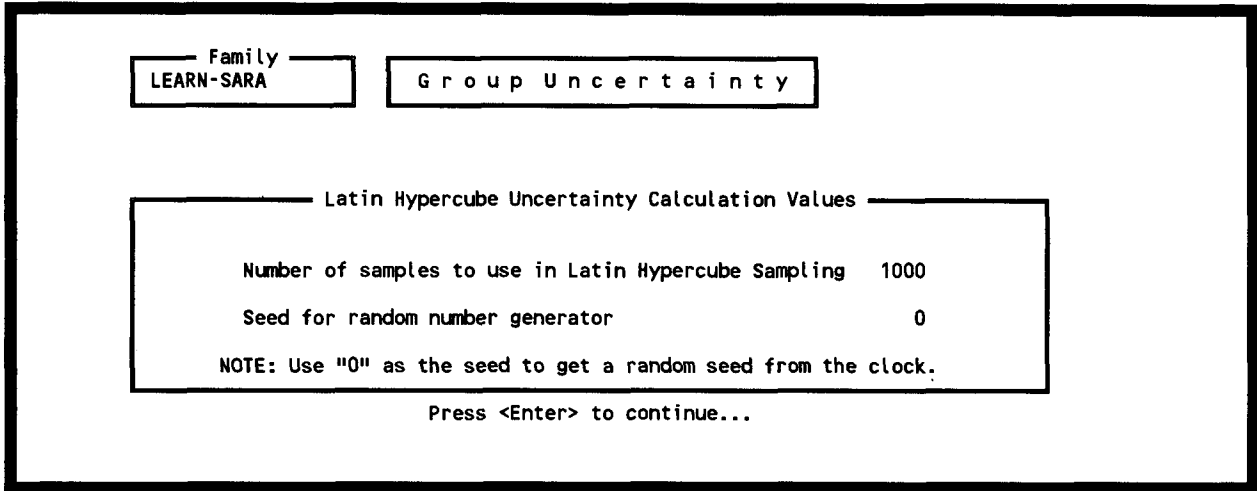 Family
LEARN-SARA
Group Uncertainty
Latin Hypercube Uncertainty Calculation Values
Number of samples to use in Latin Hypercube Sampling 1000
Seed for random number generator 0
NOTE: Use "0" as the seed to get a random seed from the clock.
Press <Enter> to continue...